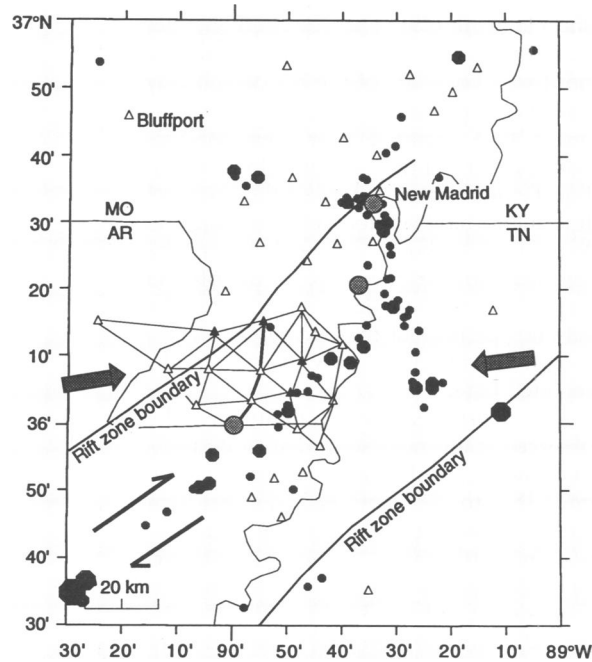 37°N
50'
Bluffport
40'
New Madrid
MO
KY
30'
AR
TN
20'
10'
Rift zone boundary
36'
50'
Rift zone boundary
40'
20 km
30'
30'
20'
10'
90'
50'
40'
30'
20'
10'
89°W